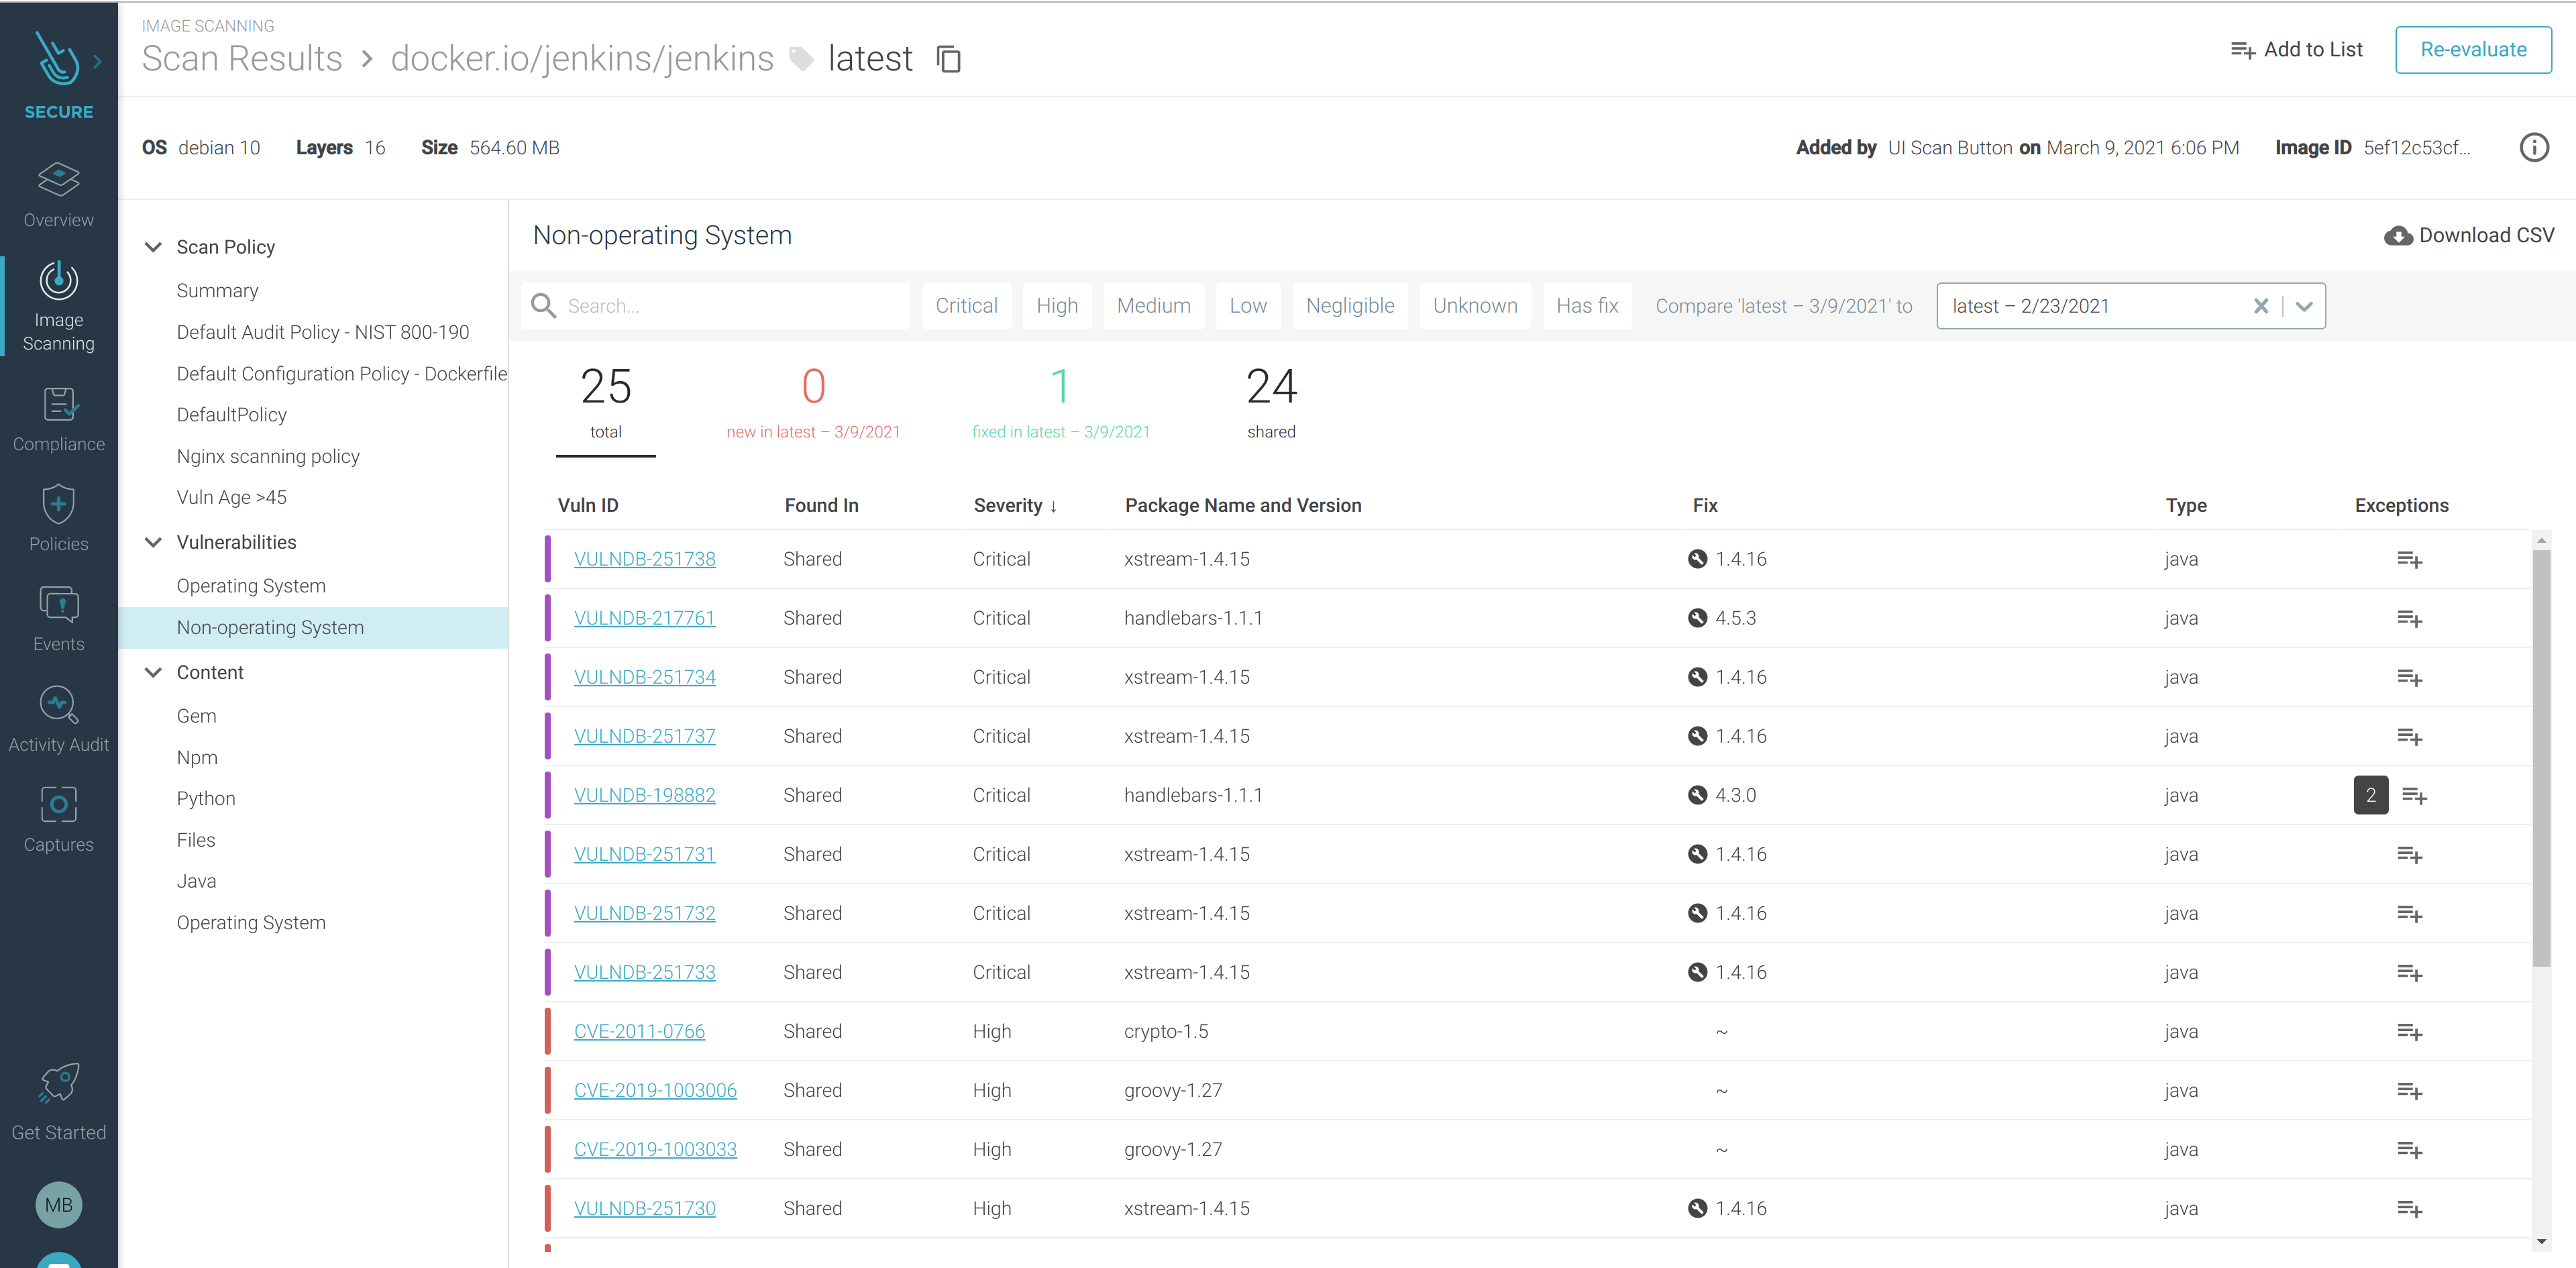 IMAGE SCANNING
Scan Results > docker.io/jenkins/jenkins latest
Add to List
Re-evaluate
SECURE
OS debian 10 Layers 16 Size 564.60 MB
Added by UI Scan Button on March 9, 2021 6:06 PM Image ID 5ef12c53cf...
Overview
Image
Scanning
Compliance
Policies
Events
Activity Audit
Captures
Get Started
MB
Scan Policy
Summary
Default Audit Policy - NIST 800-190
Default Configuration Policy - Dockerfile
DefaultPolicy
Nginx scanning policy
Vuln Age >45
Vulnerabilities
Operating System
Non-operating System
Content
Gem
Npm
Python
Files
Java
Operating System
Non-operating System
Download CSV
Search... Critical High Medium Low Negligible Unknown Has fix Compare 'latest – 3/9/2021' to latest – 2/23/2021
25 0 1 24
total new in latest – 3/9/2021 fixed in latest – 3/9/2021 shared
Vuln ID Found In Severity ↓ Package Name and Version Fix Type Exceptions
VULNDB-251738 Shared Critical xstream-1.4.15 1.4.16 java
VULNDB-217761 Shared Critical handlebars-1.1.1 4.5.3 java
VULNDB-251734 Shared Critical xstream-1.4.15 1.4.16 java
VULNDB-251737 Shared Critical xstream-1.4.15 1.4.16 java
VULNDB-198882 Shared Critical handlebars-1.1.1 4.3.0 java 2
VULNDB-251731 Shared Critical xstream-1.4.15 1.4.16 java
VULNDB-251732 Shared Critical xstream-1.4.15 1.4.16 java
VULNDB-251733 Shared Critical xstream-1.4.15 1.4.16 java
CVE-2011-0766 Shared High crypto-1.5 ~ java
CVE-2019-1003006 Shared High groovy-1.27 ~ java
CVE-2019-1003033 Shared High groovy-1.27 ~ java
VULNDB-251730 Shared High xstream-1.4.15 1.4.16 java